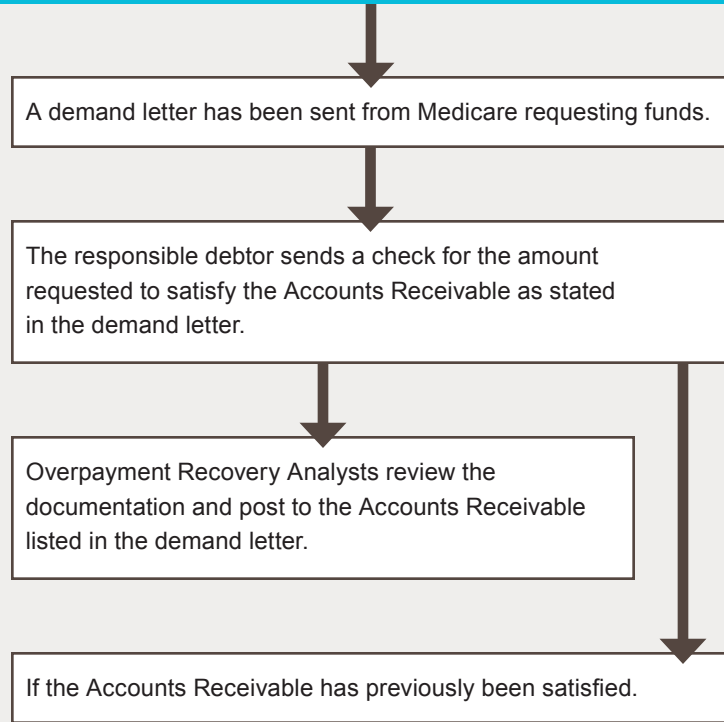 A demand letter has been sent from Medicare requesting funds.
The responsible debtor sends a check for the amount
requested to satisfy the Accounts Receivable as stated
in the demand letter.
Overpayment Recovery Analysts review the
documentation and post to the Accounts Receivable
listed in the demand letter.
If the Accounts Receivable has previously been satisfied.